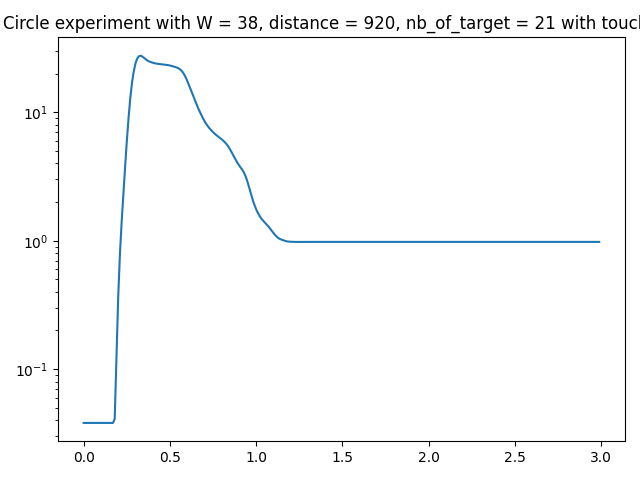 Circle experiment with W = 38, distance = 920, nb_of_target = 21 with
10¹
10⁰
10⁻¹
0.0 0.5 1.0 1.5 2.0 2.5 3.0